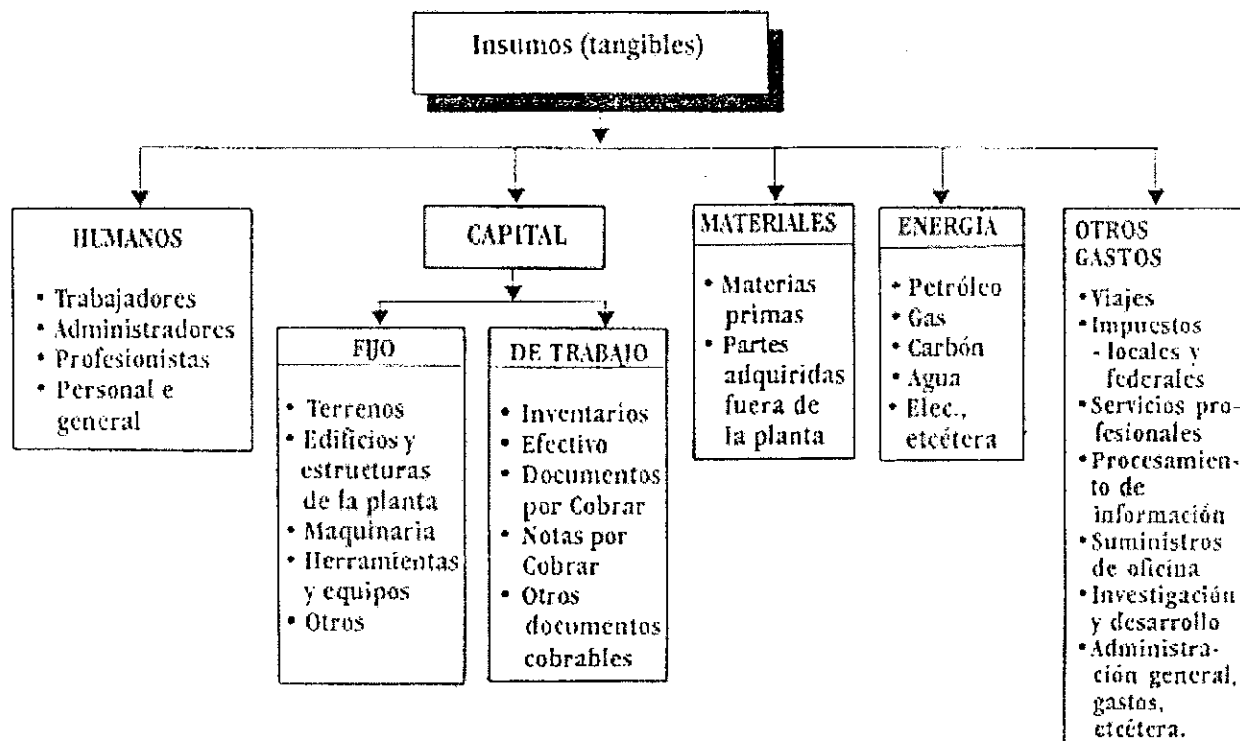 Insumos (tangibles)
HUMANOS
• Trabajadores
• Administradores
• Profesionistas
• Personal e
general
CAPITAL
FIJO
• Terrenos
• Edificios y
estructuras
de la planta
• Maquinaria
• Herramientas
y equipos
• Otros
DE TRABAJO
• Inventarios
• Efectivo
• Documentos
por Cobrar
• Notas por
Cobrar
• Otros
documentos
cobrables
MATERIALES
• Materias
primas
• Partes
adquiridas
fuera de
la planta
ENERGIA
• Petróleo
• Gas
• Carbón
• Agua
• Elec.,
etcétera
OTROS
GASTOS
• Viajes
• Impuestos
- locales y
federales
• Servicios pro-
fesionales
• Procesamien-
to de
información
• Suministros
de oficina
• Investigación
y desarrollo
• Administra-
ción general,
gastos,
etcétera.